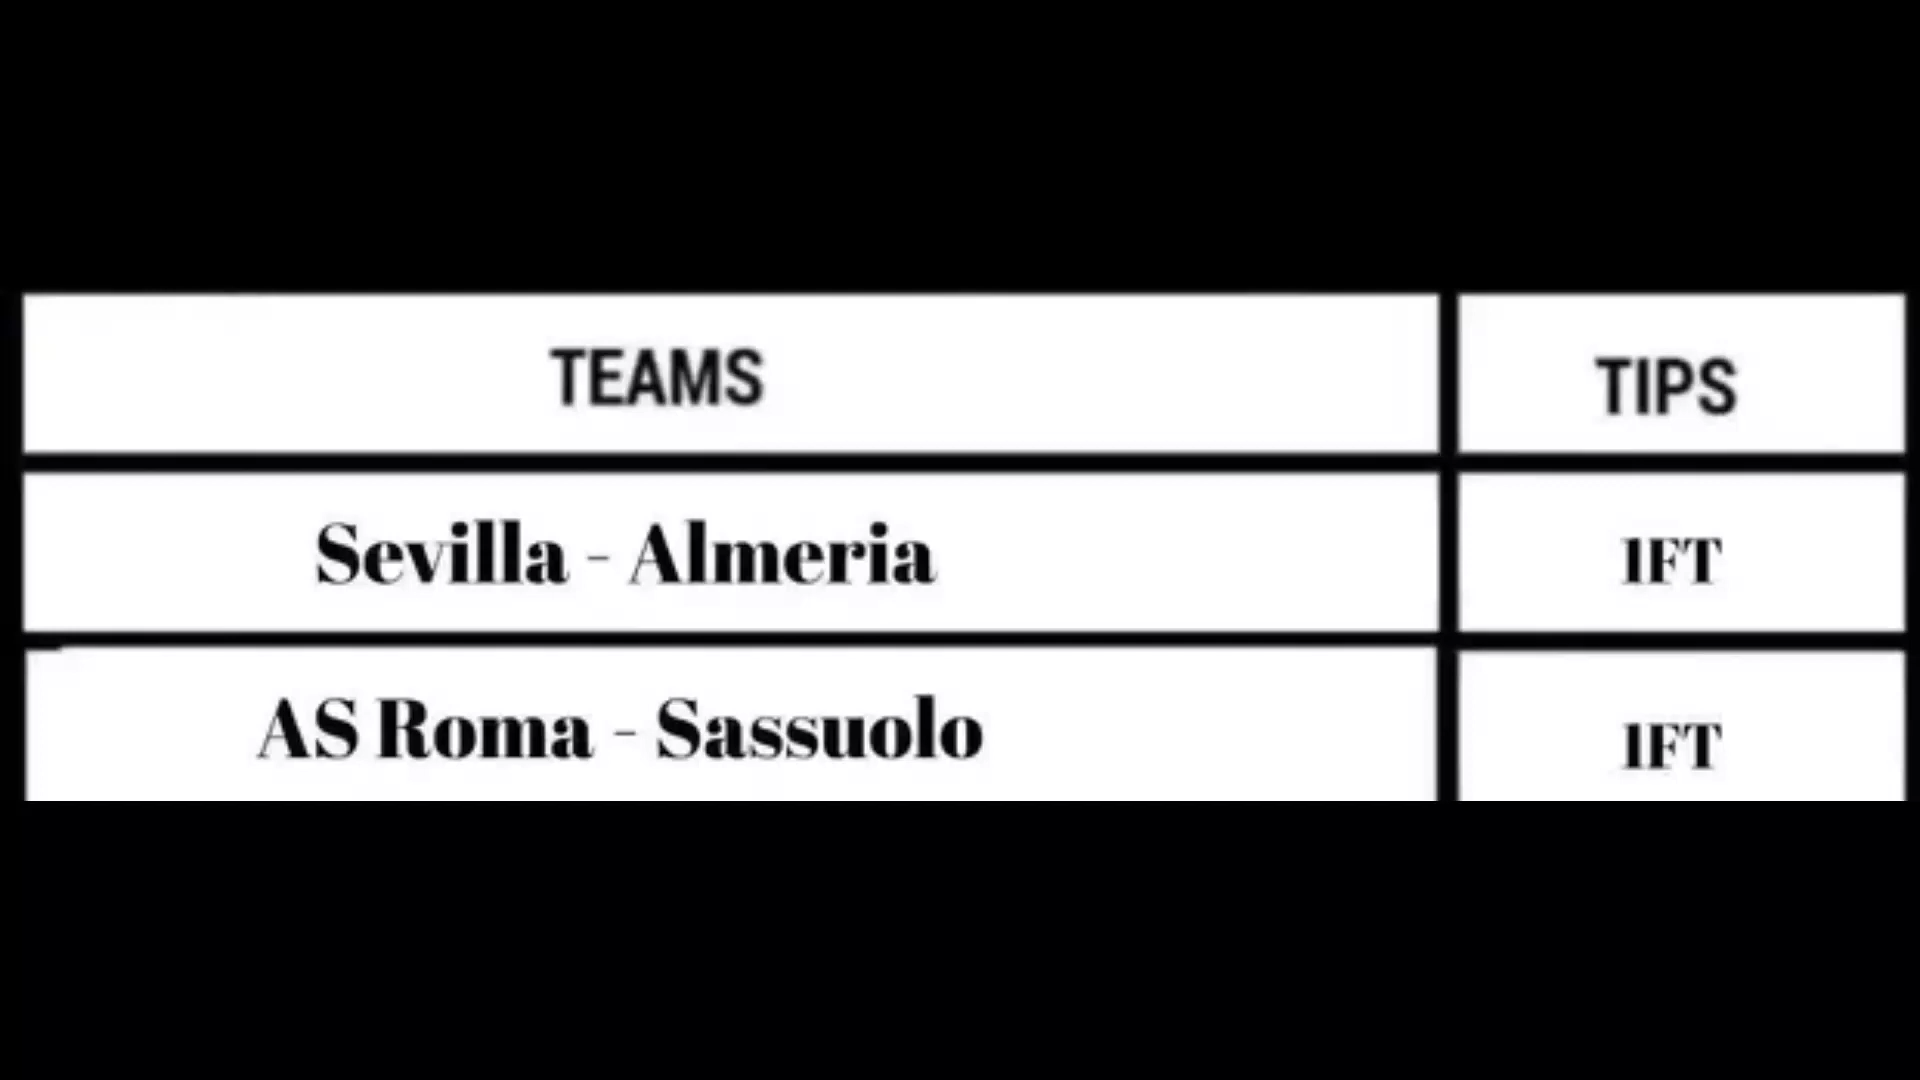 TEAMS TIPS
Sevilla - Almeria 1FT
AS Roma - Sassuolo 1FT